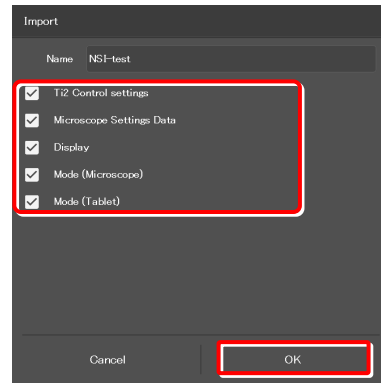 Import
Name NSI-test
Ti2 Control settings
Microscope Settings Data
Display
Mode (Microscope)
Mode (Tablet)
Cancel OK